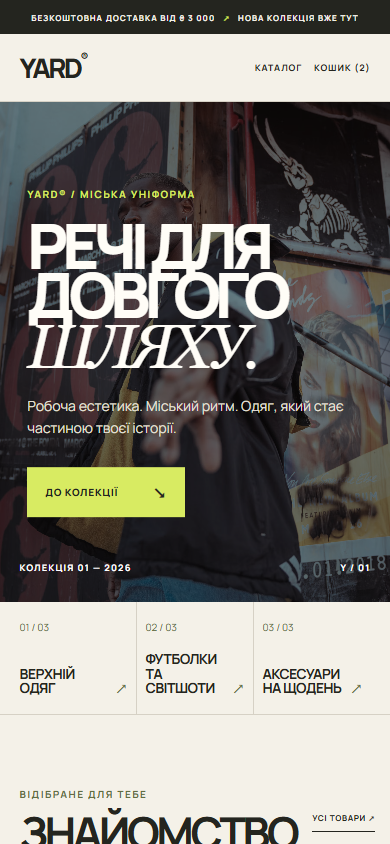 БЕЗКОШТОВНА ДОСТАВКА ВІД ₴ 3 000 ↗ НОВА КОЛЕКЦІЯ ВЖЕ ТУТ
YARD®
КАТАЛОГ КОШИК (2)
PHILLIP PHILLIPS
YARD® / МІСЬКА УНІФОРМА
РЕЧІ ДЛЯ
ДОВГОГО
ШЛЯХУ.
Робоча естетика. Міський ритм. Одяг, який стає
частиною твоєї історії.
ДО КОЛЕКЦІЇ ↘
КОЛЕКЦІЯ 01 — 2026
Y / 01
01 / 03
ВЕРХНІЙ
ОДЯГ ↗
02 / 03
ФУТБОЛКИ
ТА
СВІТШОТИ ↗
03 / 03
АКСЕСУАРИ
НА ЩОДЕНЬ ↗
ВІДІБРАНЕ ДЛЯ ТЕБЕ
ЗНАЙОМСТВО
УСІ ТОВАРИ ↗